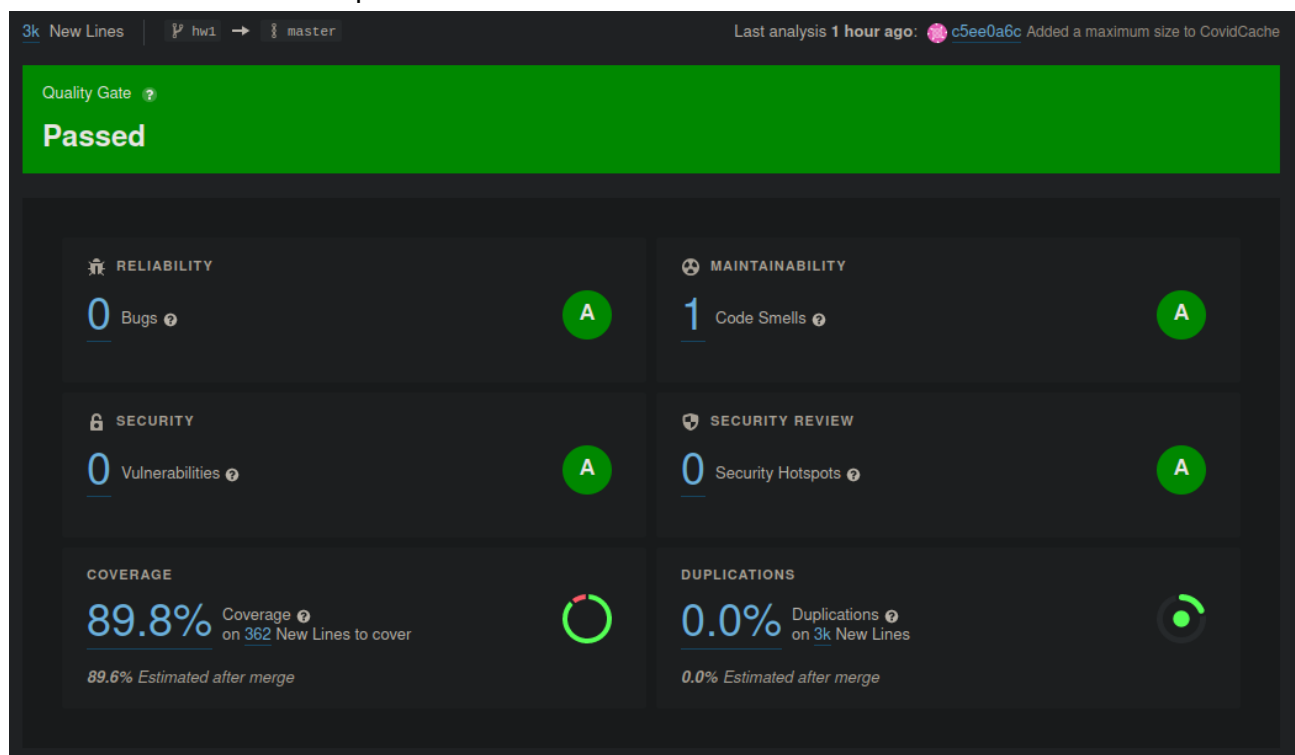 3k New Lines hw1 → master Last analysis 1 hour ago: c5ee0a6c Added a maximum size to CovidCache
Quality Gate ?
Passed
RELIABILITY
0 Bugs ?
A
MAINTAINABILITY
1 Code Smells ?
A
SECURITY
0 Vulnerabilities ?
A
SECURITY REVIEW
0 Security Hotspots ?
A
COVERAGE
89.8% Coverage ?
on 362 New Lines to cover
89.6% Estimated after merge
DUPLICATIONS
0.0% Duplications ?
on 3k New Lines
0.0% Estimated after merge